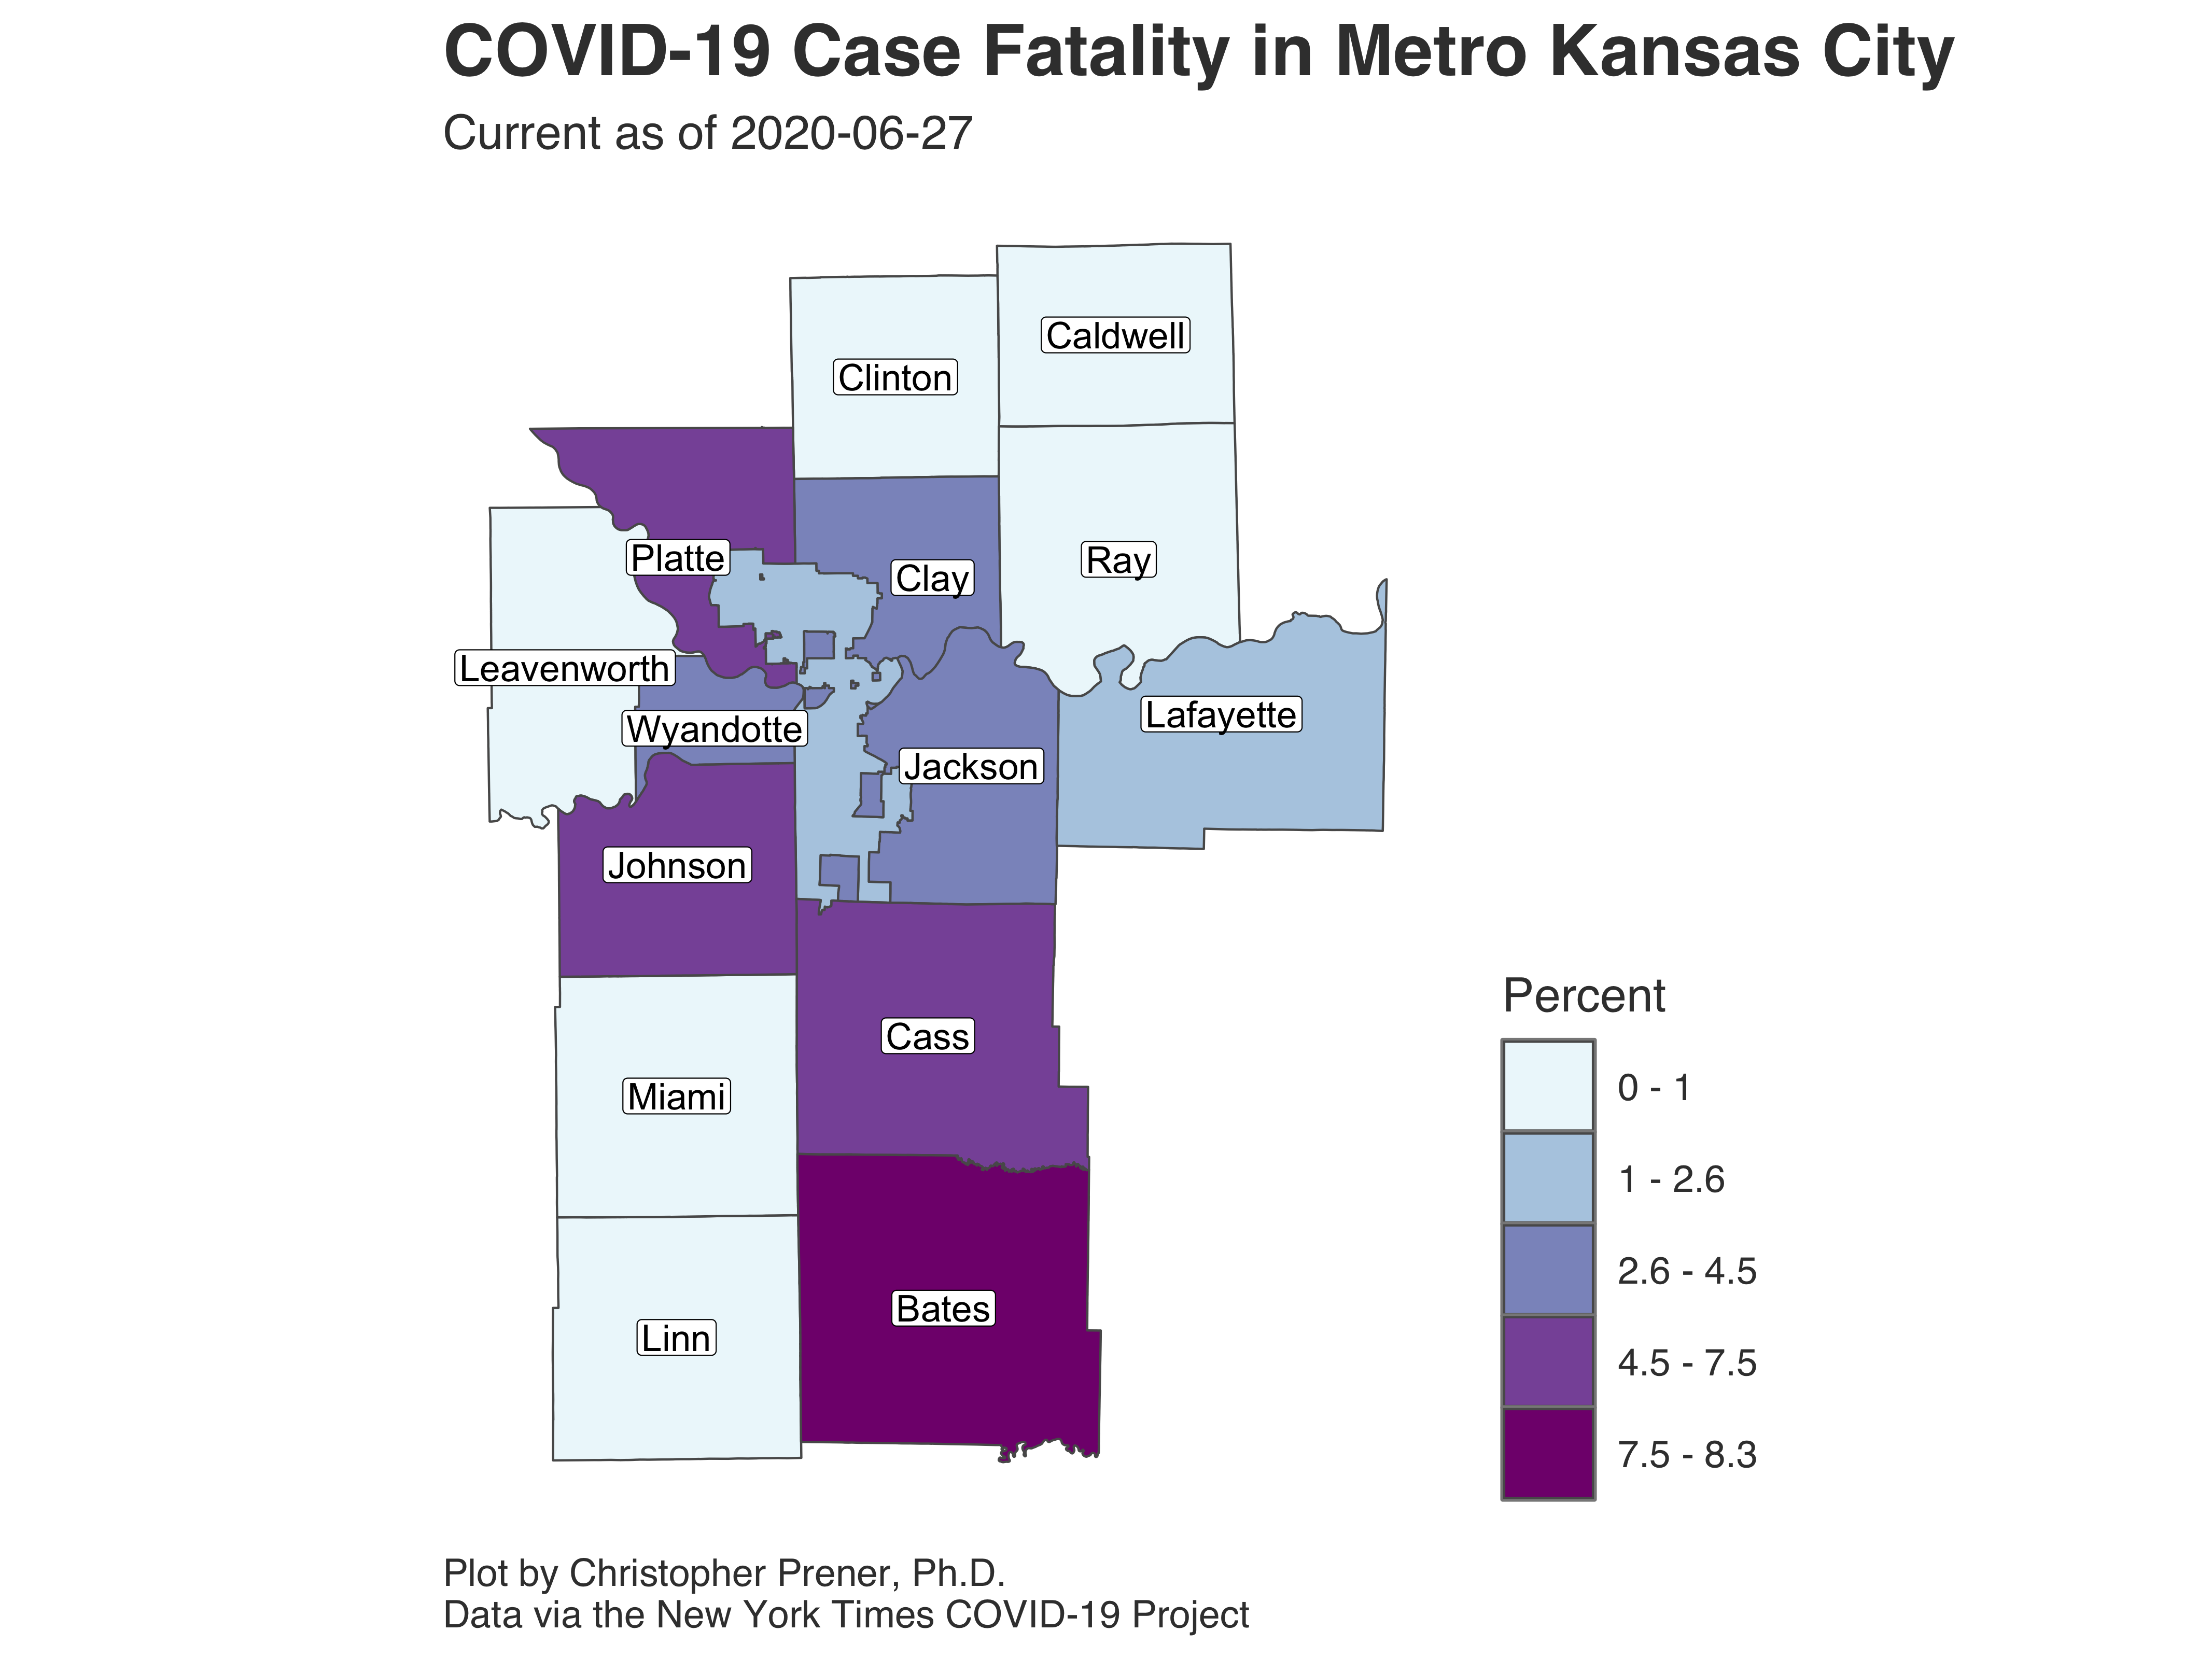 COVID-19 Case Fatality in Metro Kansas City
Current as of 2020-06-27
Caldwell
Clinton
Platte
Clay
Ray
Leavenworth
Wyandotte
Lafayette
Jackson
Johnson
Cass
Miami
Bates
Linn
Percent
0 - 1
1 - 2.6
2.6 - 4.5
4.5 - 7.5
7.5 - 8.3
Plot by Christopher Prener, Ph.D.
Data via the New York Times COVID-19 Project